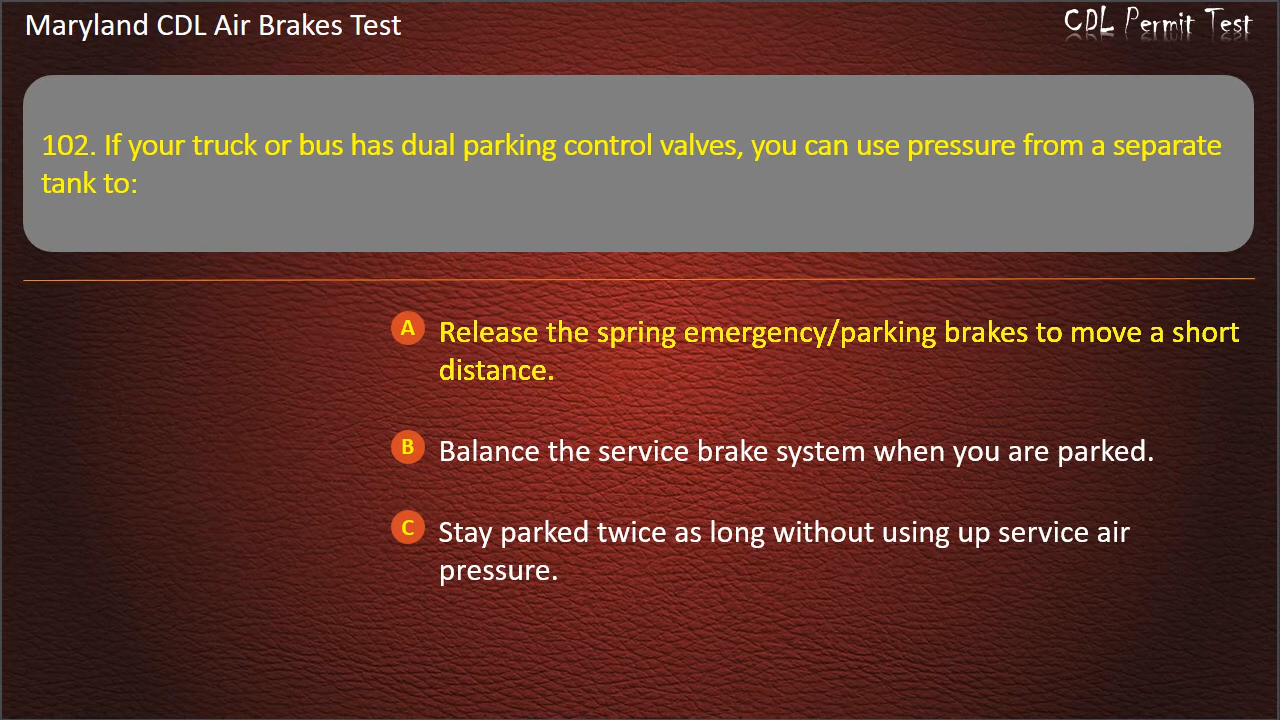 Maryland CDL Air Brakes Test
CDL Permit Test
102. If your truck or bus has dual parking control valves, you can use pressure from a separate
tank to:
A Release the spring emergency/parking brakes to move a short
distance.
B Balance the service brake system when you are parked.
C Stay parked twice as long without using up service air
pressure.